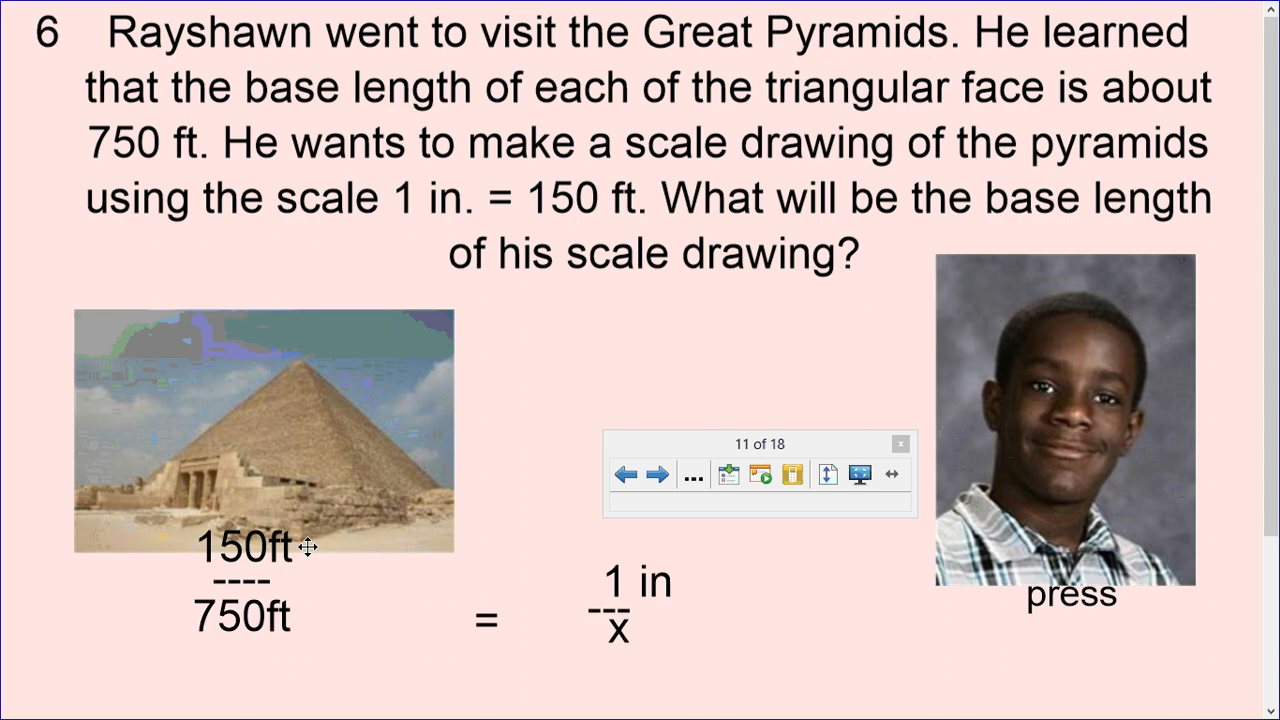 6 Rayshawn went to visit the Great Pyramids. He learned
that the base length of each of the triangular face is about
750 ft. He wants to make a scale drawing of the pyramids
using the scale 1 in. = 150 ft. What will be the base length
of his scale drawing?
11 of 18
x
...
150ft
----
750ft
=
1 in
---
x
press